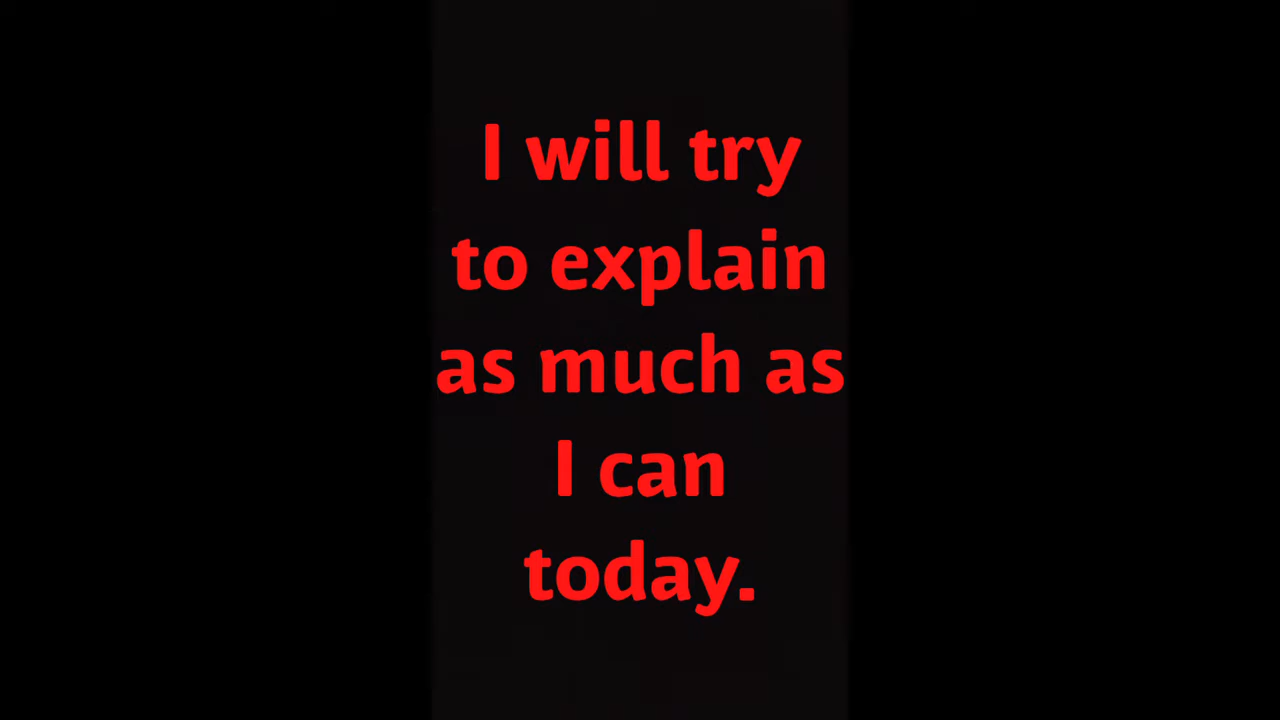 I will try
to explain
as much as
I can
today.